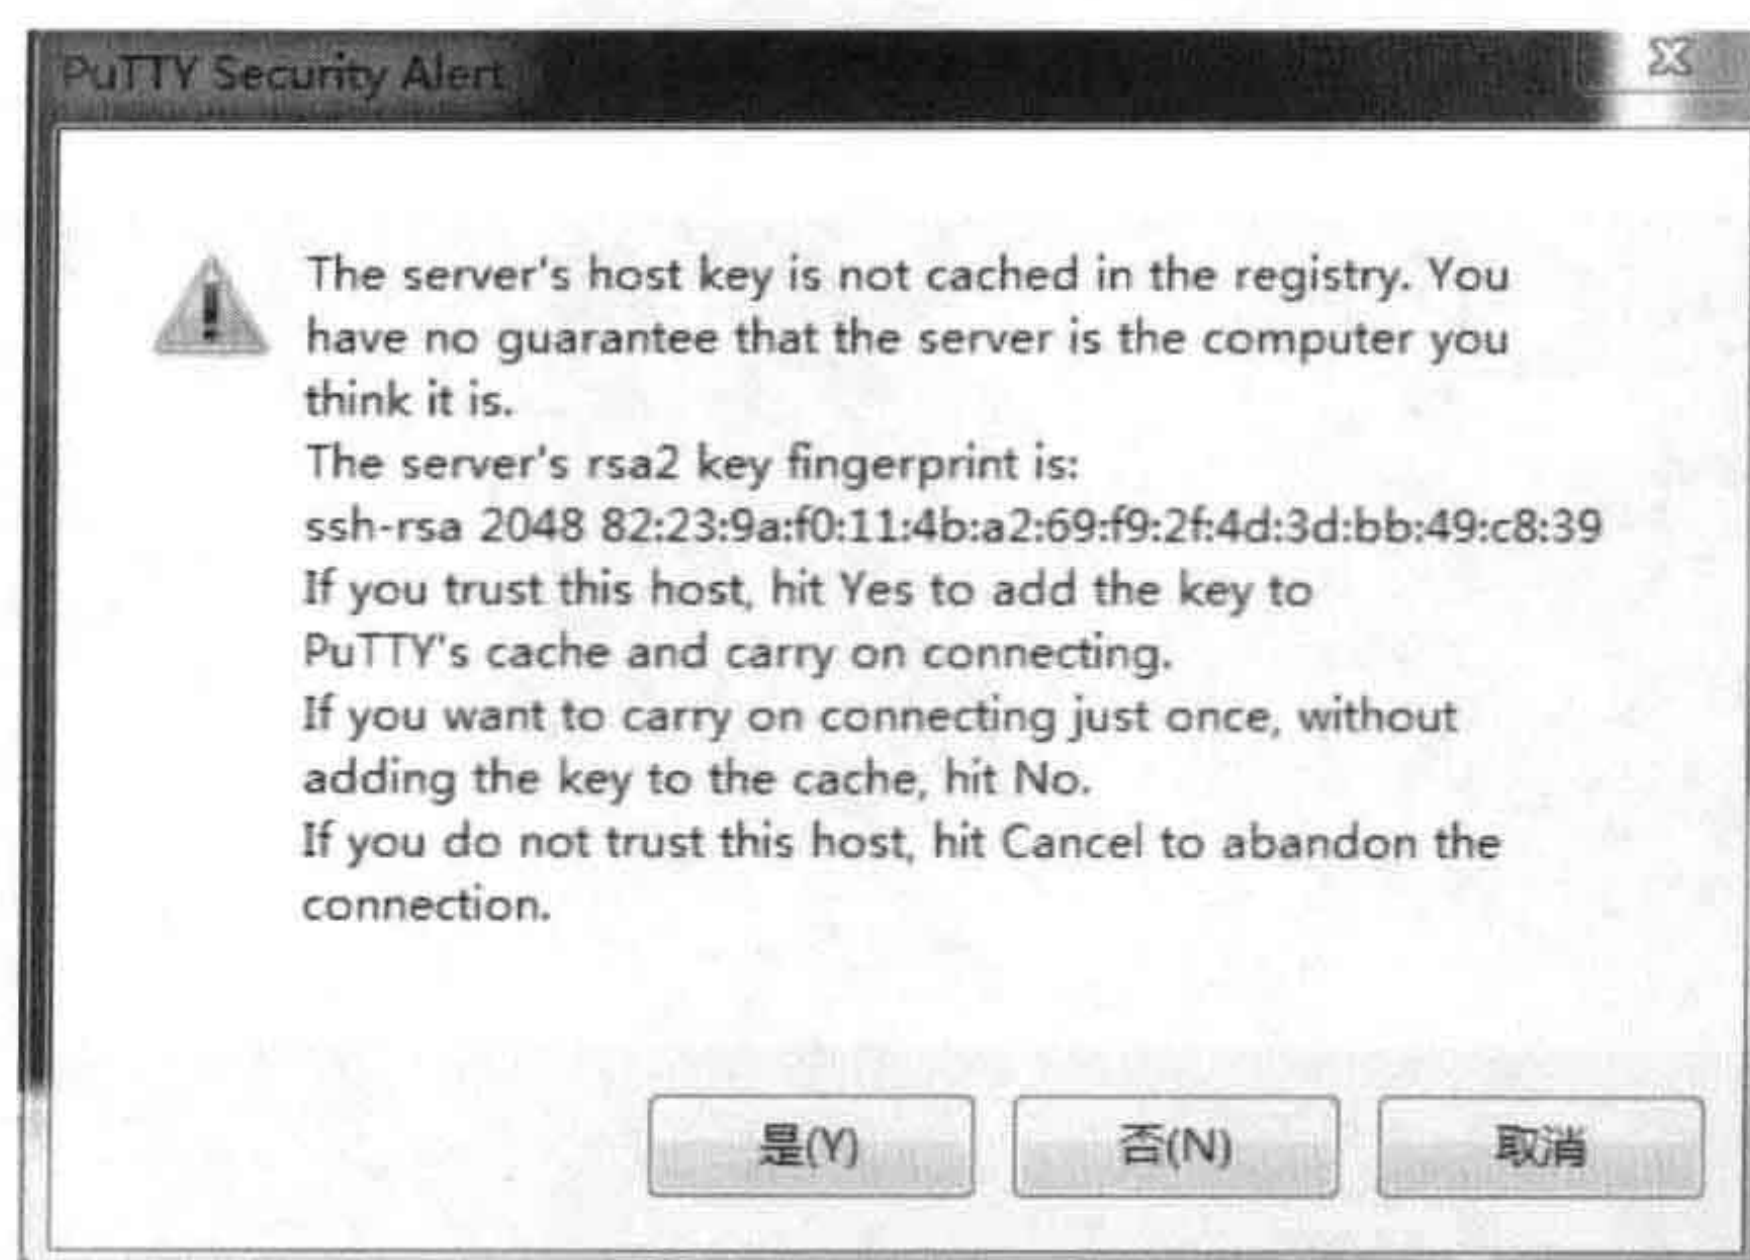 PuTTY Security Alert
The server's host key is not cached in the registry. You
have no guarantee that the server is the computer you
think it is.
The server's rsa2 key fingerprint is:
ssh-rsa 2048 82:23:9a:f0:11:4b:a2:69:f9:2f:4d:3d:bb:49:c8:39
If you trust this host, hit Yes to add the key to
PuTTY's cache and carry on connecting.
If you want to carry on connecting just once, without
adding the key to the cache, hit No.
If you do not trust this host, hit Cancel to abandon the
connection.
是(Y) 否(N) 取消